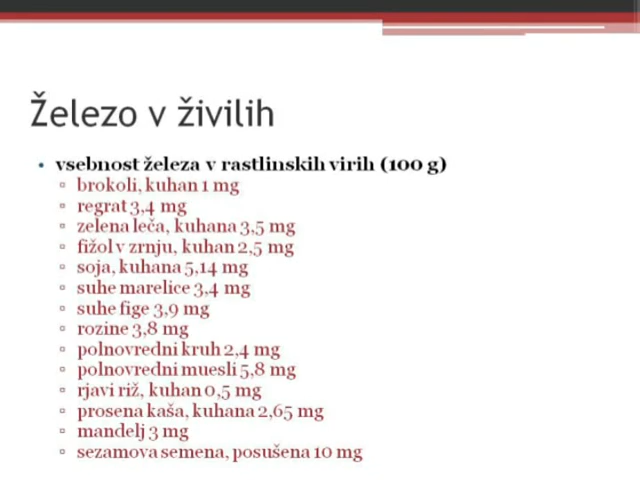 Železo v živilih
• vsebnost železa v rastlinskih virih (100 g)
▫ brokoli, kuhan 1 mg
▫ regrat 3,4 mg
▫ zelena leča, kuhana 3,5 mg
▫ fižol v zrnju, kuhan 2,5 mg
▫ soja, kuhana 5,14 mg
▫ suhe marelice 3,4 mg
▫ suhe fige 3,9 mg
▫ rozine 3,8 mg
▫ polnovredni kruh 2,4 mg
▫ polnovredni muesli 5,8 mg
▫ rjavi riž, kuhan 0,5 mg
▫ prosena kaša, kuhana 2,65 mg
▫ mandelj 3 mg
▫ sezamova semena, posušena 10 mg